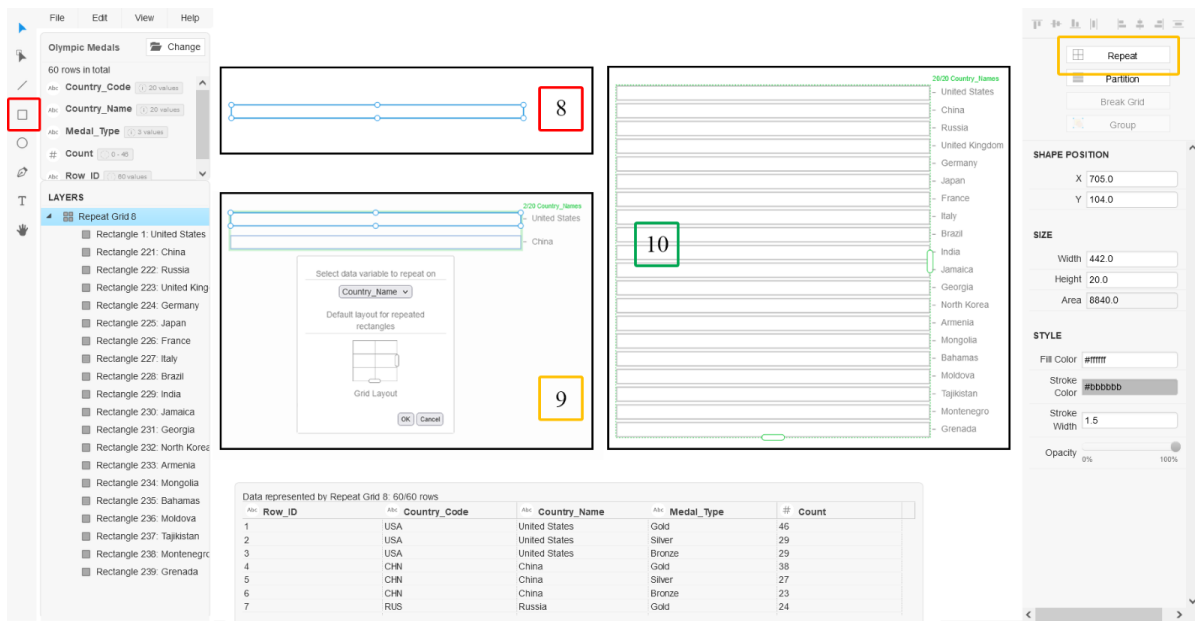 File Edit View Help
Olympic Medals Change
60 rows in total
Abc Country_Code 20 values
Abc Country_Name 20 values
Abc Medal_Type 3 values
# Count 0 - 46
Abc Row_ID 60 values
LAYERS
Repeat Grid 8
Rectangle 1: United States
Rectangle 221: China
Rectangle 222: Russia
Rectangle 223: United King
Rectangle 224: Germany
Rectangle 225: Japan
Rectangle 226: France
Rectangle 227: Italy
Rectangle 228: Brazil
Rectangle 229: India
Rectangle 230: Jamaica
Rectangle 231: Georgia
Rectangle 232: North Korea
Rectangle 233: Armenia
Rectangle 234: Mongolia
Rectangle 235: Bahamas
Rectangle 236: Moldova
Rectangle 237: Tajikistan
Rectangle 238: Montenegro
Rectangle 239: Grenada
8
2/20 Country_Names
United States
China
Select data variable to repeat on
Country_Name
Default layout for repeated
rectangles
Grid Layout
OK Cancel
9
20/20 Country_Names
United States
China
Russia
United Kingdom
Germany
Japan
France
Italy
Brazil
India
Jamaica
Georgia
North Korea
Armenia
Mongolia
Bahamas
Moldova
Tajikistan
Montenegro
Grenada
10
Data represented by Repeat Grid 8: 60/60 rows
Abc Row_ID Abc Country_Code Abc Country_Name Abc Medal_Type # Count
1 USA United States Gold 46
2 USA United States Silver 29
3 USA United States Bronze 29
4 CHN China Gold 38
5 CHN China Silver 27
6 CHN China Bronze 23
7 RUS Russia Gold 24
Repeat
Partition
Break Grid
Group
SHAPE POSITION
X 705.0
Y 104.0
SIZE
Width 442.0
Height 20.0
Area 8840.0
STYLE
Fill Color #ffffff
Stroke
Color #bbbbbb
Stroke
Width 1.5
Opacity
0% 100%